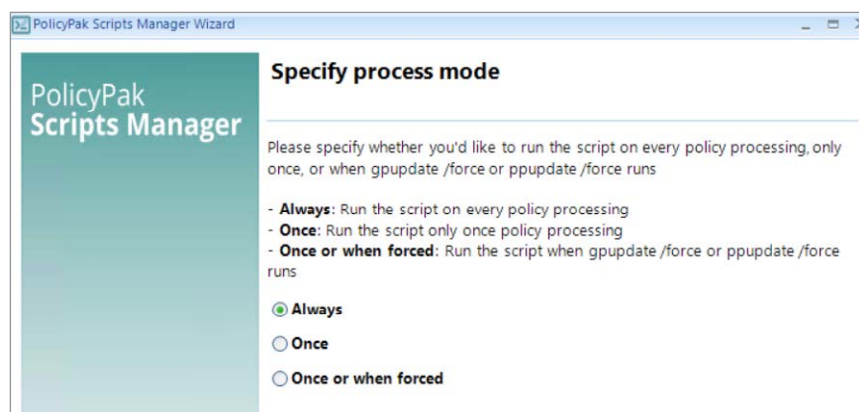 PolicyPak Scripts Manager Wizard
PolicyPak
Scripts Manager
Specify process mode
Please specify whether you'd like to run the script on every policy processing, only
once, or when gpupdate /force or ppupdate /force runs
- Always: Run the script on every policy processing
- Once: Run the script only once policy processing
- Once or when forced: Run the script when gpupdate /force or ppupdate /force
runs
Always
Once
Once or when forced